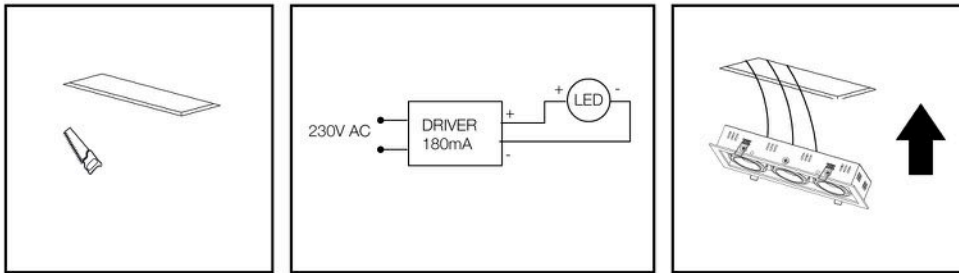 230V AC
DRIVER
180mA
+
-
+
LED
-